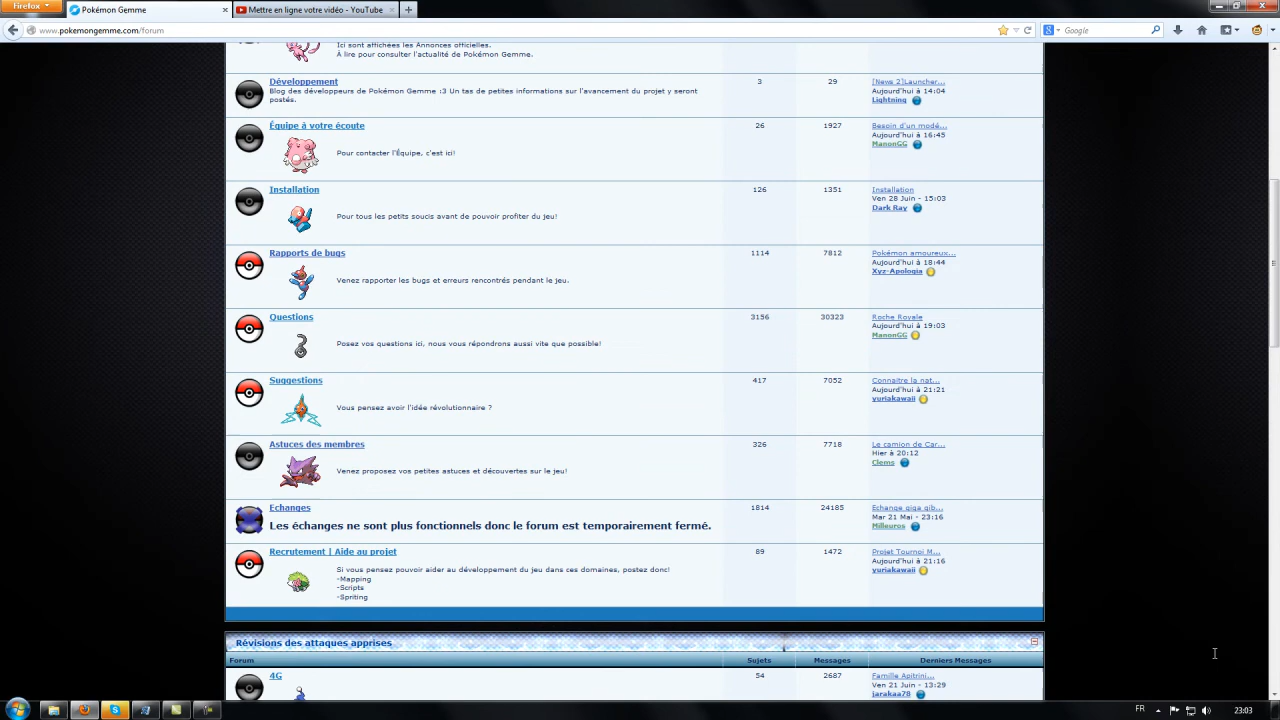 Firefox
Pokémon Gemme
Mettre en ligne votre vidéo - YouTube
www.pokemongemme.com/forum
Google
Ici sont affichées les Annonces officielles.
À lire pour consulter l'actualité de Pokémon Gemme.
Développement
Blog des développeurs de Pokémon Gemme :3 Un tas de petites informations sur l'avancement du projet y seront
postés.
3
29
[News 2]Launcher...
Aujourd'hui à 14:04
Lightning
Équipe à votre écoute
Pour contacter l'Équipe, c'est ici!
26
1927
Besoin d'un modé...
Aujourd'hui à 16:45
ManonGG
Installation
Pour tous les petits soucis avant de pouvoir profiter du jeu!
126
1351
Installation
Ven 28 Juin - 15:03
Dark Ray
Rapports de bugs
Venez rapporter les bugs et erreurs rencontrés pendant le jeu.
1114
7812
Pokémon amoureux...
Aujourd'hui à 18:44
Xyz-Apologia
Questions
Posez vos questions ici, nous vous répondrons aussi vite que possible!
3156
30323
Roche Royale
Aujourd'hui à 19:03
ManonGG
Suggestions
Vous pensez avoir l'idée révolutionnaire ?
417
7052
Connaitre la nat...
Aujourd'hui à 21:21
yuriakawaii
Astuces des membres
Venez proposez vos petites astuces et découvertes sur le jeu!
326
7718
Le camion de Car...
Hier à 20:12
Clems
Echanges
Les échanges ne sont plus fonctionnels donc le forum est temporairement fermé.
1814
24185
Echange giga gib...
Mar 21 Mai - 23:16
Milleuros
Recrutement | Aide au projet
Si vous pensez pouvoir aider au développement du jeu dans ces domaines, postez donc!
-Mapping
-Scripts
-Spriting
89
1472
Projet Tournoi M...
Aujourd'hui à 21:16
yuriakawaii
Révisions des attaques apprises
Forum
Sujets
Messages
Derniers Messages
4G
54
2687
Famille Apitrini...
Ven 21 Juin - 13:29
jarakaa78
FR
23:03